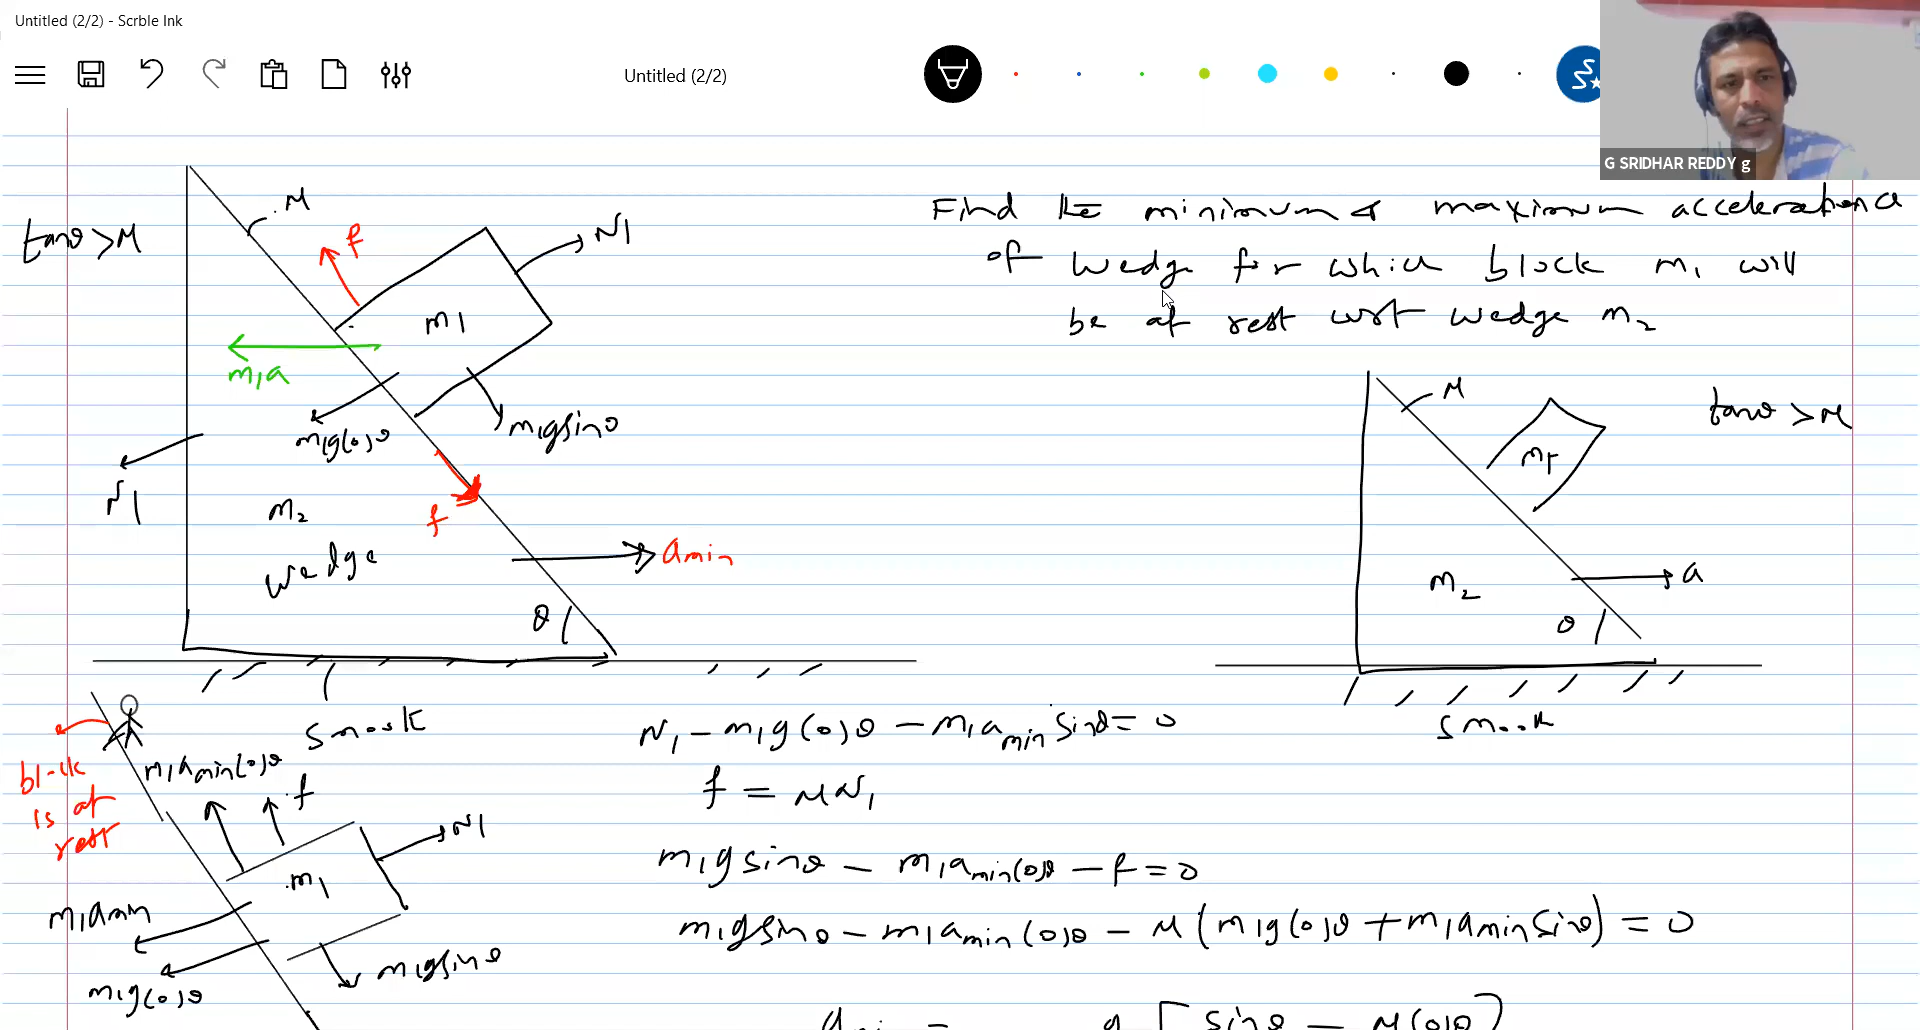 Untitled (2/2) - Scrble Ink
Untitled (2/2)
G SRIDHAR REDDY g
Find the minimum & maximum acceleration
of wedge for which block m₁ will
be at rest wrt wedge m₂
tanθ > μ
μ
f
N₁
m₁
m₁a
m₁gcosθ
m₁gsinθ
N₁
m₂
wedge
f
amin
θ
smooth
μ
tanθ > μ
m₁
m₂
a
θ
smooth
block
is at
rest
m₁amincosθ
f
N₁
m₁
m₁amin
m₁gcosθ
m₁gsinθ
N₁ - m₁gcosθ - m₁amin sinθ = 0
f = μN₁
m₁gsinθ - m₁amincosθ - f = 0
m₁gsinθ - m₁amincosθ - μ(m₁gcosθ + m₁aminsinθ) = 0
amin = g[sinθ - μcosθ]